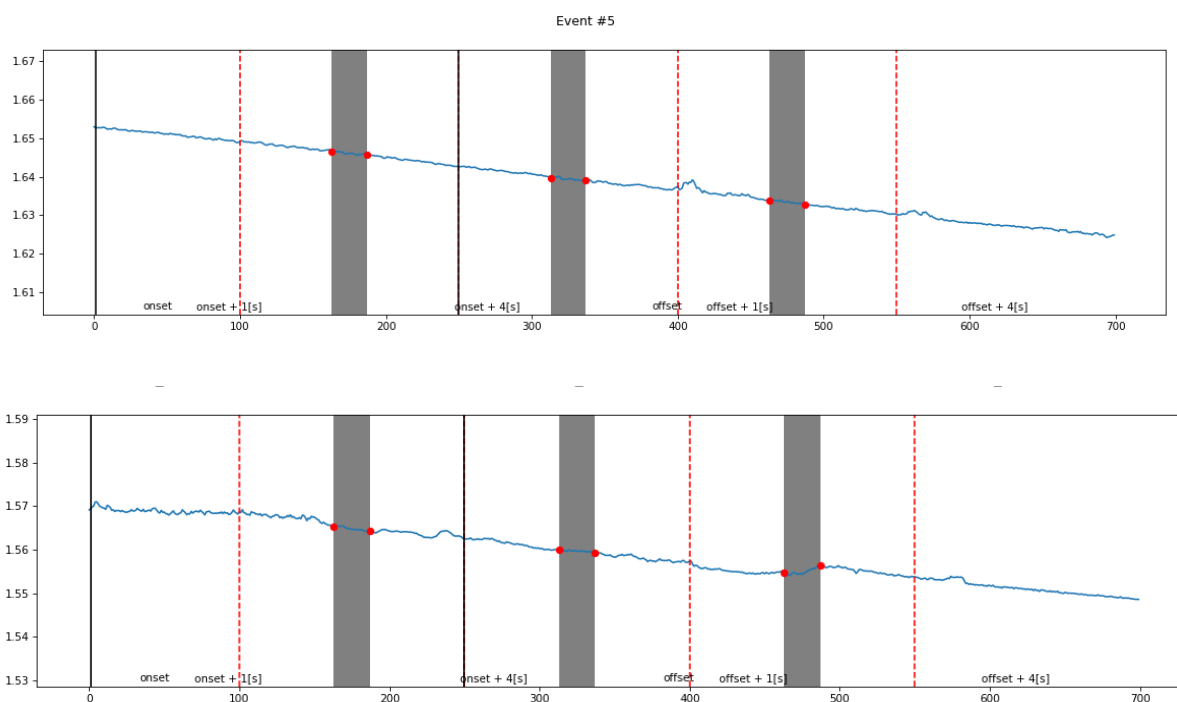 Event #5
1.67
1.66
1.65
1.64
1.63
1.62
1.61
onset onset + 1[s] onset + 4[s] offset offset + 1[s] offset + 4[s]
0 100 200 300 400 500 600 700
1.59
1.58
1.57
1.56
1.55
1.54
1.53
onset onset + 1[s] onset + 4[s] offset offset + 1[s] offset + 4[s]
0 100 200 300 400 500 600 700